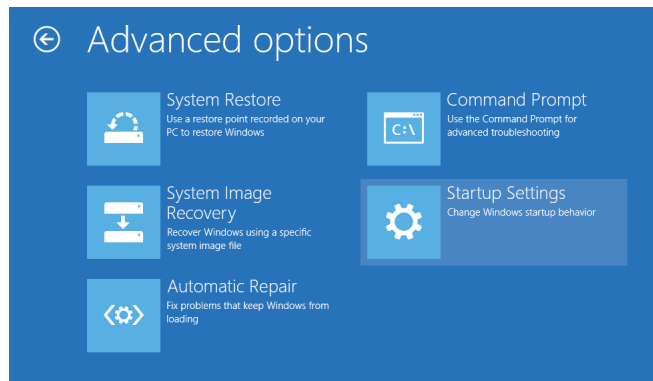 Advanced options
System Restore
Use a restore point recorded on your
PC to restore Windows
Command Prompt
C:\
Use the Command Prompt for
advanced troubleshooting
System Image
Recovery
Recover Windows using a specific
system image file
Startup Settings
Change Windows startup behavior
Automatic Repair
Fix problems that keep Windows from
loading